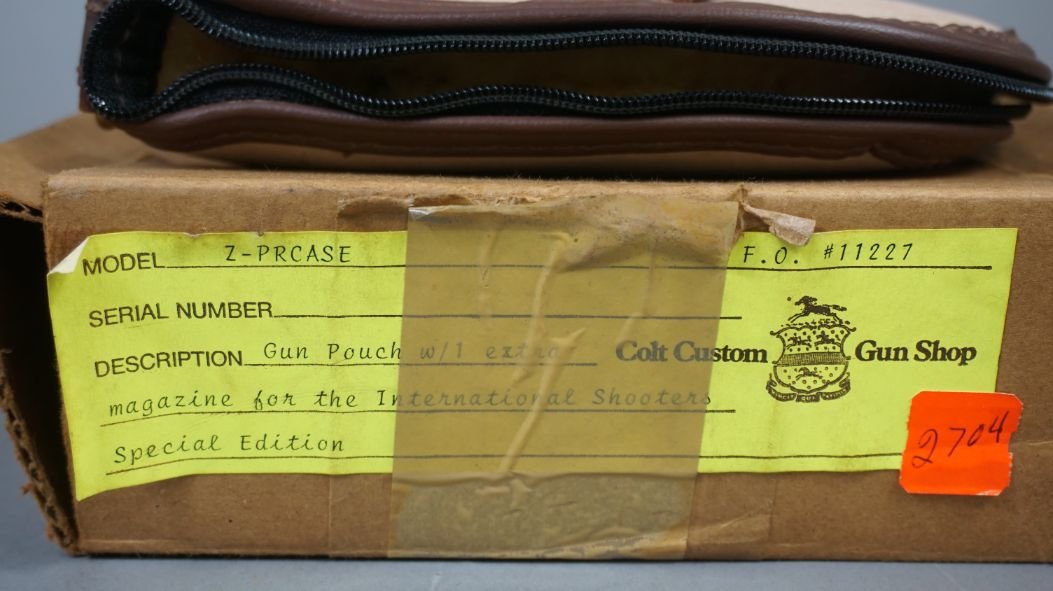 MODEL Z-PRCASE F.O. #11227
SERIAL NUMBER
DESCRIPTION Gun Pouch w/1 extra
Colt Custom Gun Shop
magazine for the International Shooters
Special Edition
2704